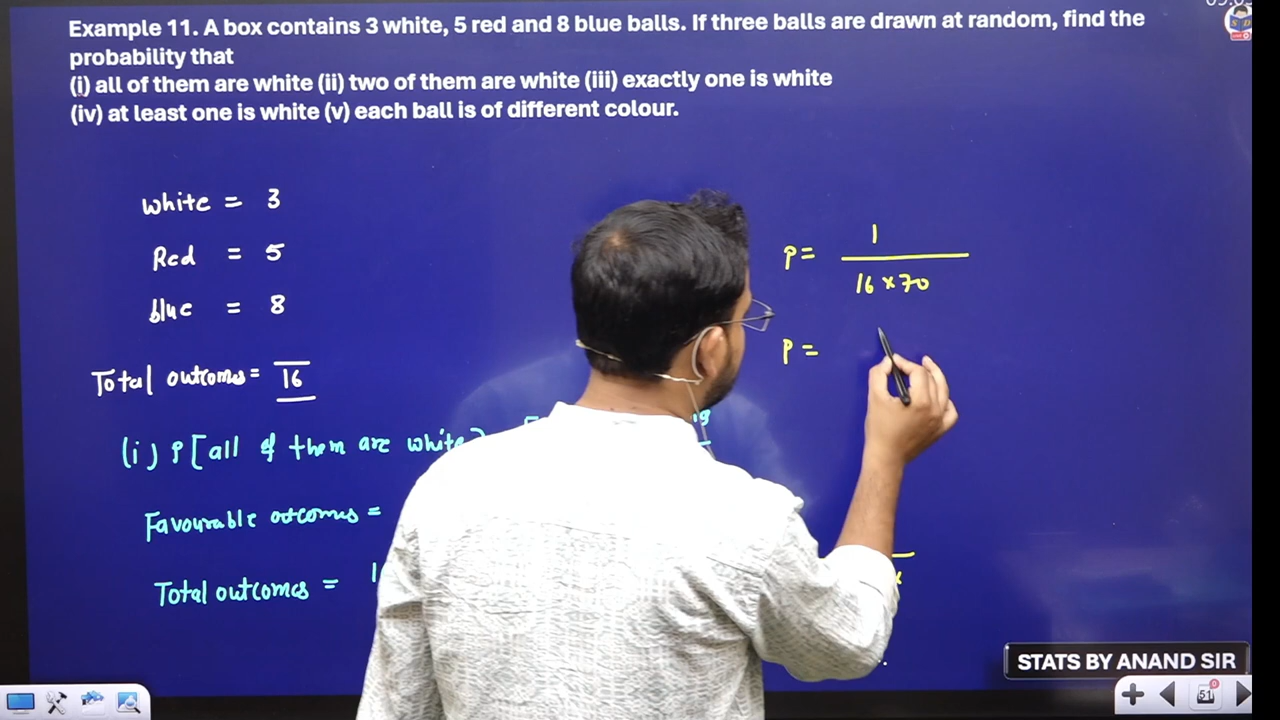 Example 11. A box contains 3 white, 5 red and 8 blue balls. If three balls are drawn at random, find the
probability that
(i) all of them are white (ii) two of them are white (iii) exactly one is white
(iv) at least one is white (v) each ball is of different colour.
white = 3
Red = 5
blue = 8
Total outcomes = 16
(i) P[all of them are white
Favourable outcomes =
Total outcomes =
P = 1
16 × 70
P =
STATS BY ANAND SIR
51